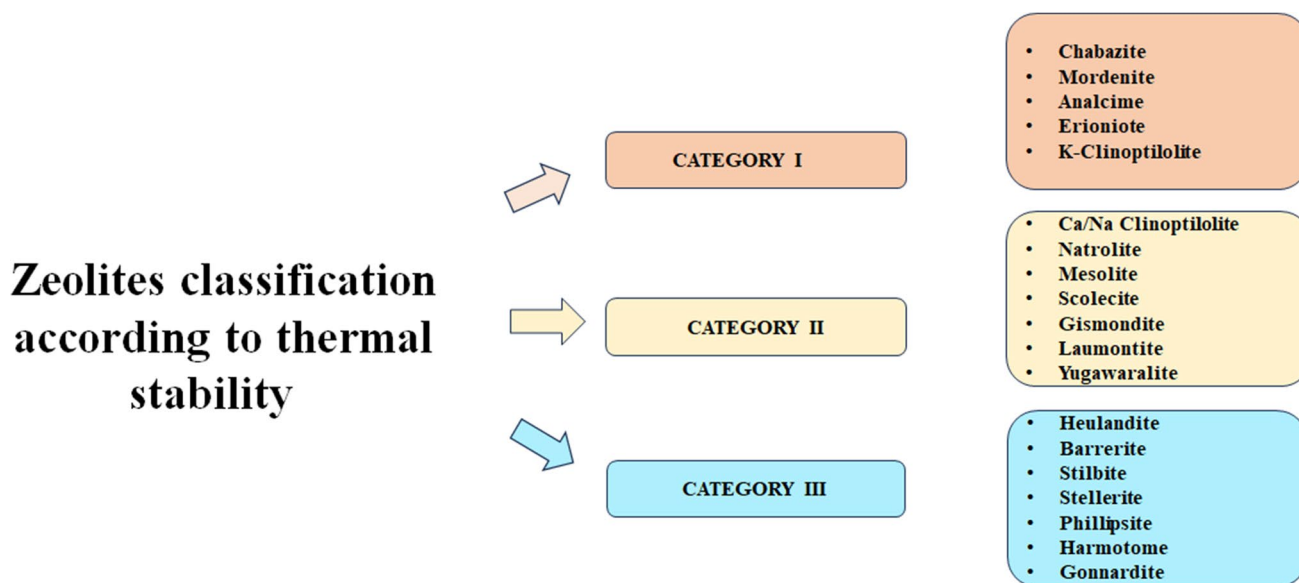 Zeolites classification
according to thermal
stability
CATEGORY I
• Chabazite
• Mordenite
• Analcime
• Erioniote
• K-Clinoptilolite
CATEGORY II
• Ca/Na Clinoptilolite
• Natrolite
• Mesolite
• Scolecite
• Gismondite
• Laumontite
• Yugawaralite
CATEGORY III
• Heulandite
• Barrerite
• Stilbite
• Stellerite
• Phillipsite
• Harmotome
• Gonnardite